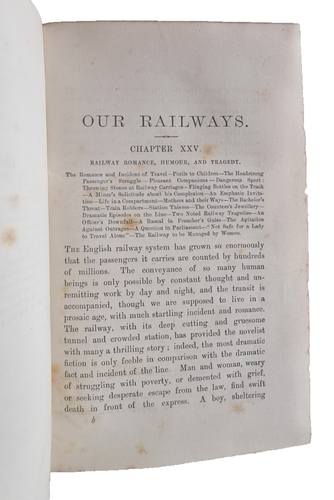 OUR RAILWAYS.
CHAPTER XXV.
RAILWAY ROMANCE, HUMOUR, AND TRAGEDY.
The Romance and Incident of Travel—Perils to Children—The Headstrong
Passenger's Struggle—Pleasant Companions—Dangerous Sport:
Throwing Stones at Railway Carriages—Flinging Bottles on the Track
—A Miner's Solicitude about his Complexion—An Emphatic Invita-
tion—Life in a Compartment—Mothers and their Ways—The Bachelor's
Threat—Train Robbers—Station Thieves—The Countess's Jewellery—
Dramatic Episodes on the Line—Two Noted Railway Tragedies—An
Officer's Downfall—A Rascal in Preacher's Guise—The Agitation
Against Outrages—A Question in Parliament—"Not Safe for a Lady
to Travel Alone"—The Railway to be Managed by Women.
THE English railway system has grown so enormously
that the passengers it carries are counted by hundreds
of millions. The conveyance of so many human
beings is only possible by constant thought and un-
remitting work by day and night, and the transit is
accompanied, though we are supposed to live in a
prosaic age, with much startling incident and romance.
The railway, with its deep cutting and gruesome
tunnel and crowded station, has provided the novelist
with many a thrilling story; indeed, the most dramatic
fiction is only feeble in comparison with the dramatic
fact and incident of the line. Man and woman, weary
of struggling with poverty, or demented with grief,
or seeking desperate escape from the law, find swift
death in front of the express. A boy, sheltering
b